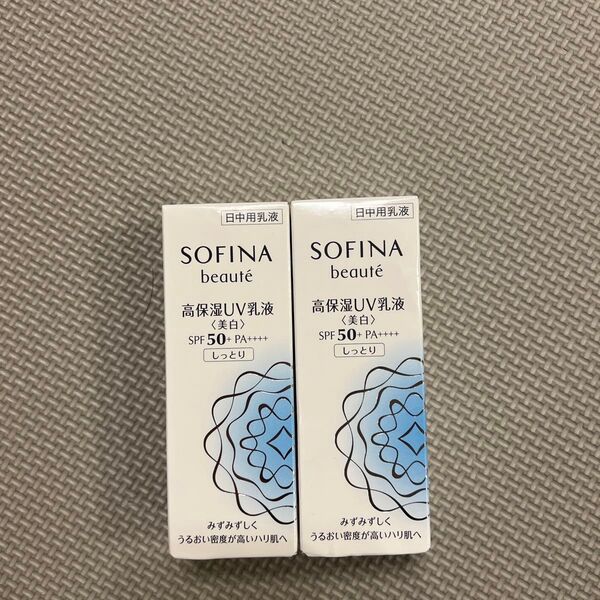 日中用乳液
SOFINA
beauté
高保湿UV乳液
〈美白〉
SPF50+ PA++++
しっとり
みずみずしく
うるおい密度が高いハリ肌へ
日中用乳液
SOFINA
beauté
高保湿UV乳液
〈美白〉
SPF50+ PA++++
しっとり
みずみずしく
うるおい密度が高いハリ肌へ